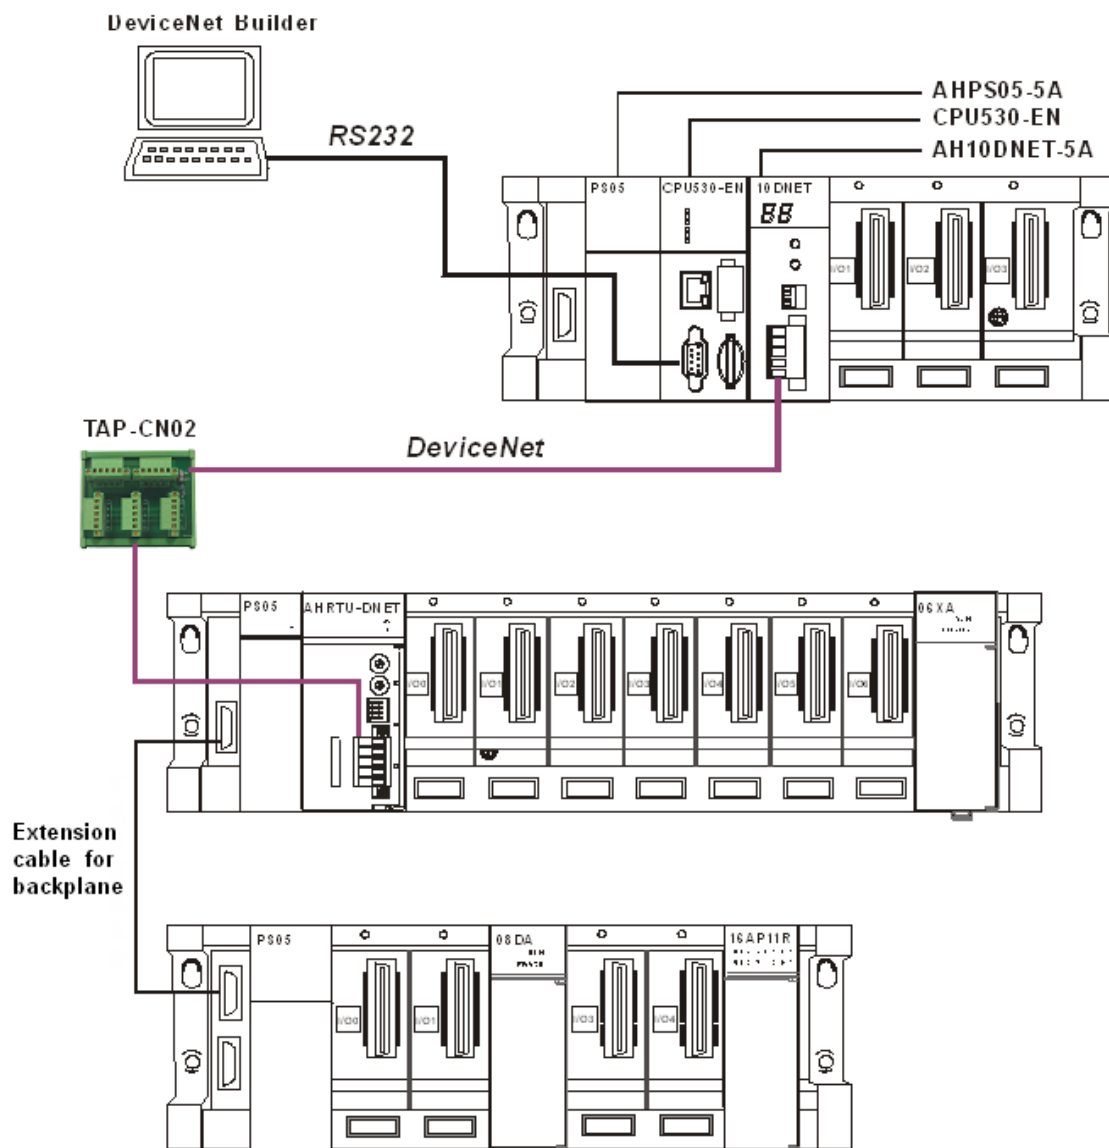 DeviceNet Builder
RS232
AHPS05-5A
CPU530-EN
AH10DNET-5A
PS05
CPU530-EN
10DNET
I/O1
I/O2
I/O3
TAP-CN02
DeviceNet
PS05
AHRTU-DNET
06XA
I/O0
I/O1
I/O2
I/O3
I/O4
I/O5
I/O6
Extension
cable for
backplane
PS05
08DA
16AP11R
I/O0
I/O1
I/O3
I/O4